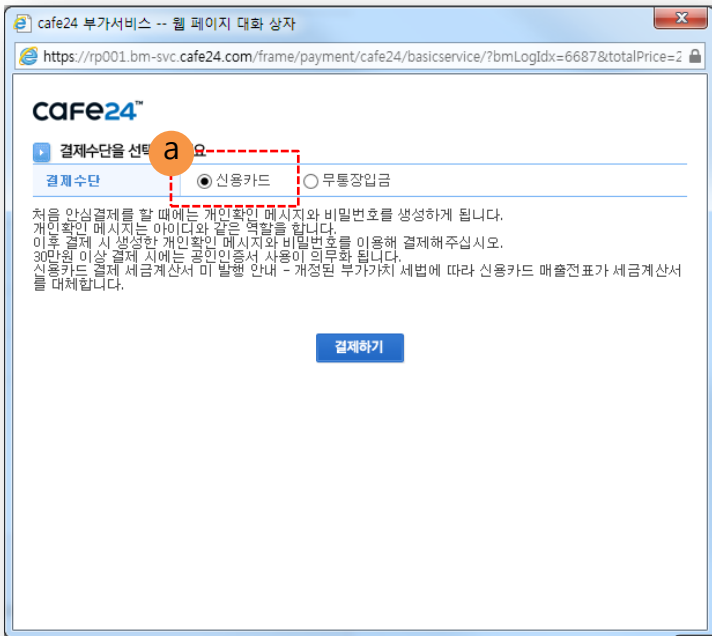 cafe24 부가서비스 -- 웹 페이지 대화 상자
x
https://rp001.bm-svc.cafe24.com/frame/payment/cafe24/basicservice/?bmLogIdx=6687&totalPrice=2
cafe24™
결제수단을 선택 요
a
결제수단 신용카드 무통장입금
처음 안심결제를 할 때에는 개인확인 메시지와 비밀번호를 생성하게 됩니다.
개인확인 메시지는 아이디와 같은 역할을 합니다.
이후 결제 시 생성한 개인확인 메시지와 비밀번호를 이용해 결제해주십시오.
30만원 이상 결제 시에는 공인인증서 사용이 의무화 됩니다.
신용카드 결제 세금계산서 미 발행 안내 - 개정된 부가가치 세법에 따라 신용카드 매출전표가 세금계산서
를 대체합니다.
결제하기